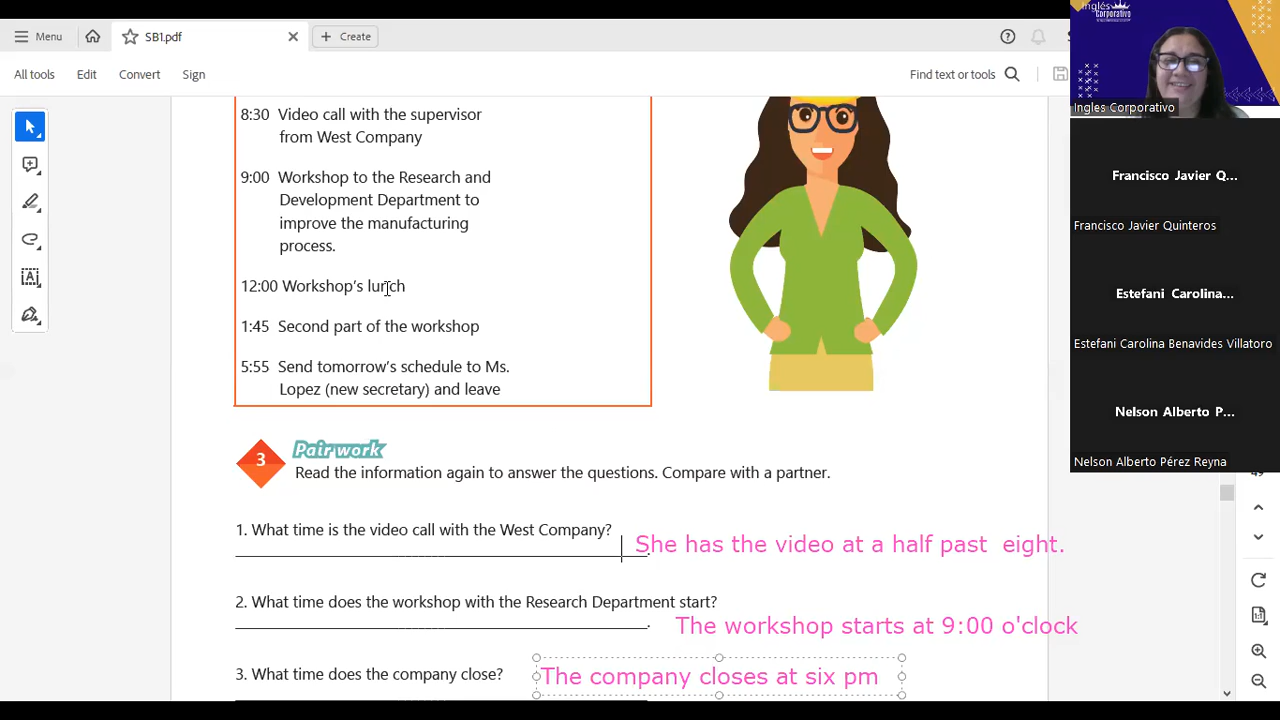 Menu
SB1.pdf
Create
All tools
Edit
Convert
Sign
Find text or tools
8:30 Video call with the supervisor
from West Company
9:00 Workshop to the Research and
Development Department to
improve the manufacturing
process.
12:00 Workshop's lunch
1:45 Second part of the workshop
5:55 Send tomorrow's schedule to Ms.
Lopez (new secretary) and leave
3
Pair work
Read the information again to answer the questions. Compare with a partner.
1. What time is the video call with the West Company?
She has the video at a half past eight.
2. What time does the workshop with the Research Department start?
The workshop starts at 9:00 o'clock
3. What time does the company close?
The company closes at six pm
Inglés
corporativo
Ingles Corporativo
Francisco Javier Q...
Francisco Javier Quinteros
Estefani Carolina...
Estefani Carolina Benavides Villatoro
Nelson Alberto P...
Nelson Alberto Pérez Reyna